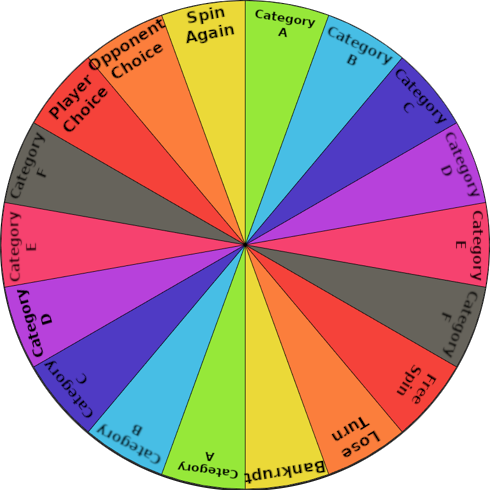 Category
A
Category
B
Category
C
Category
D
Category
E
Category
F
Free
Spin
Lose
Turn
Bankrupt
Category
A
Category
B
Category
C
Category
D
Category
E
Category
F
Player
Choice
Opponent
Choice
Spin
Again